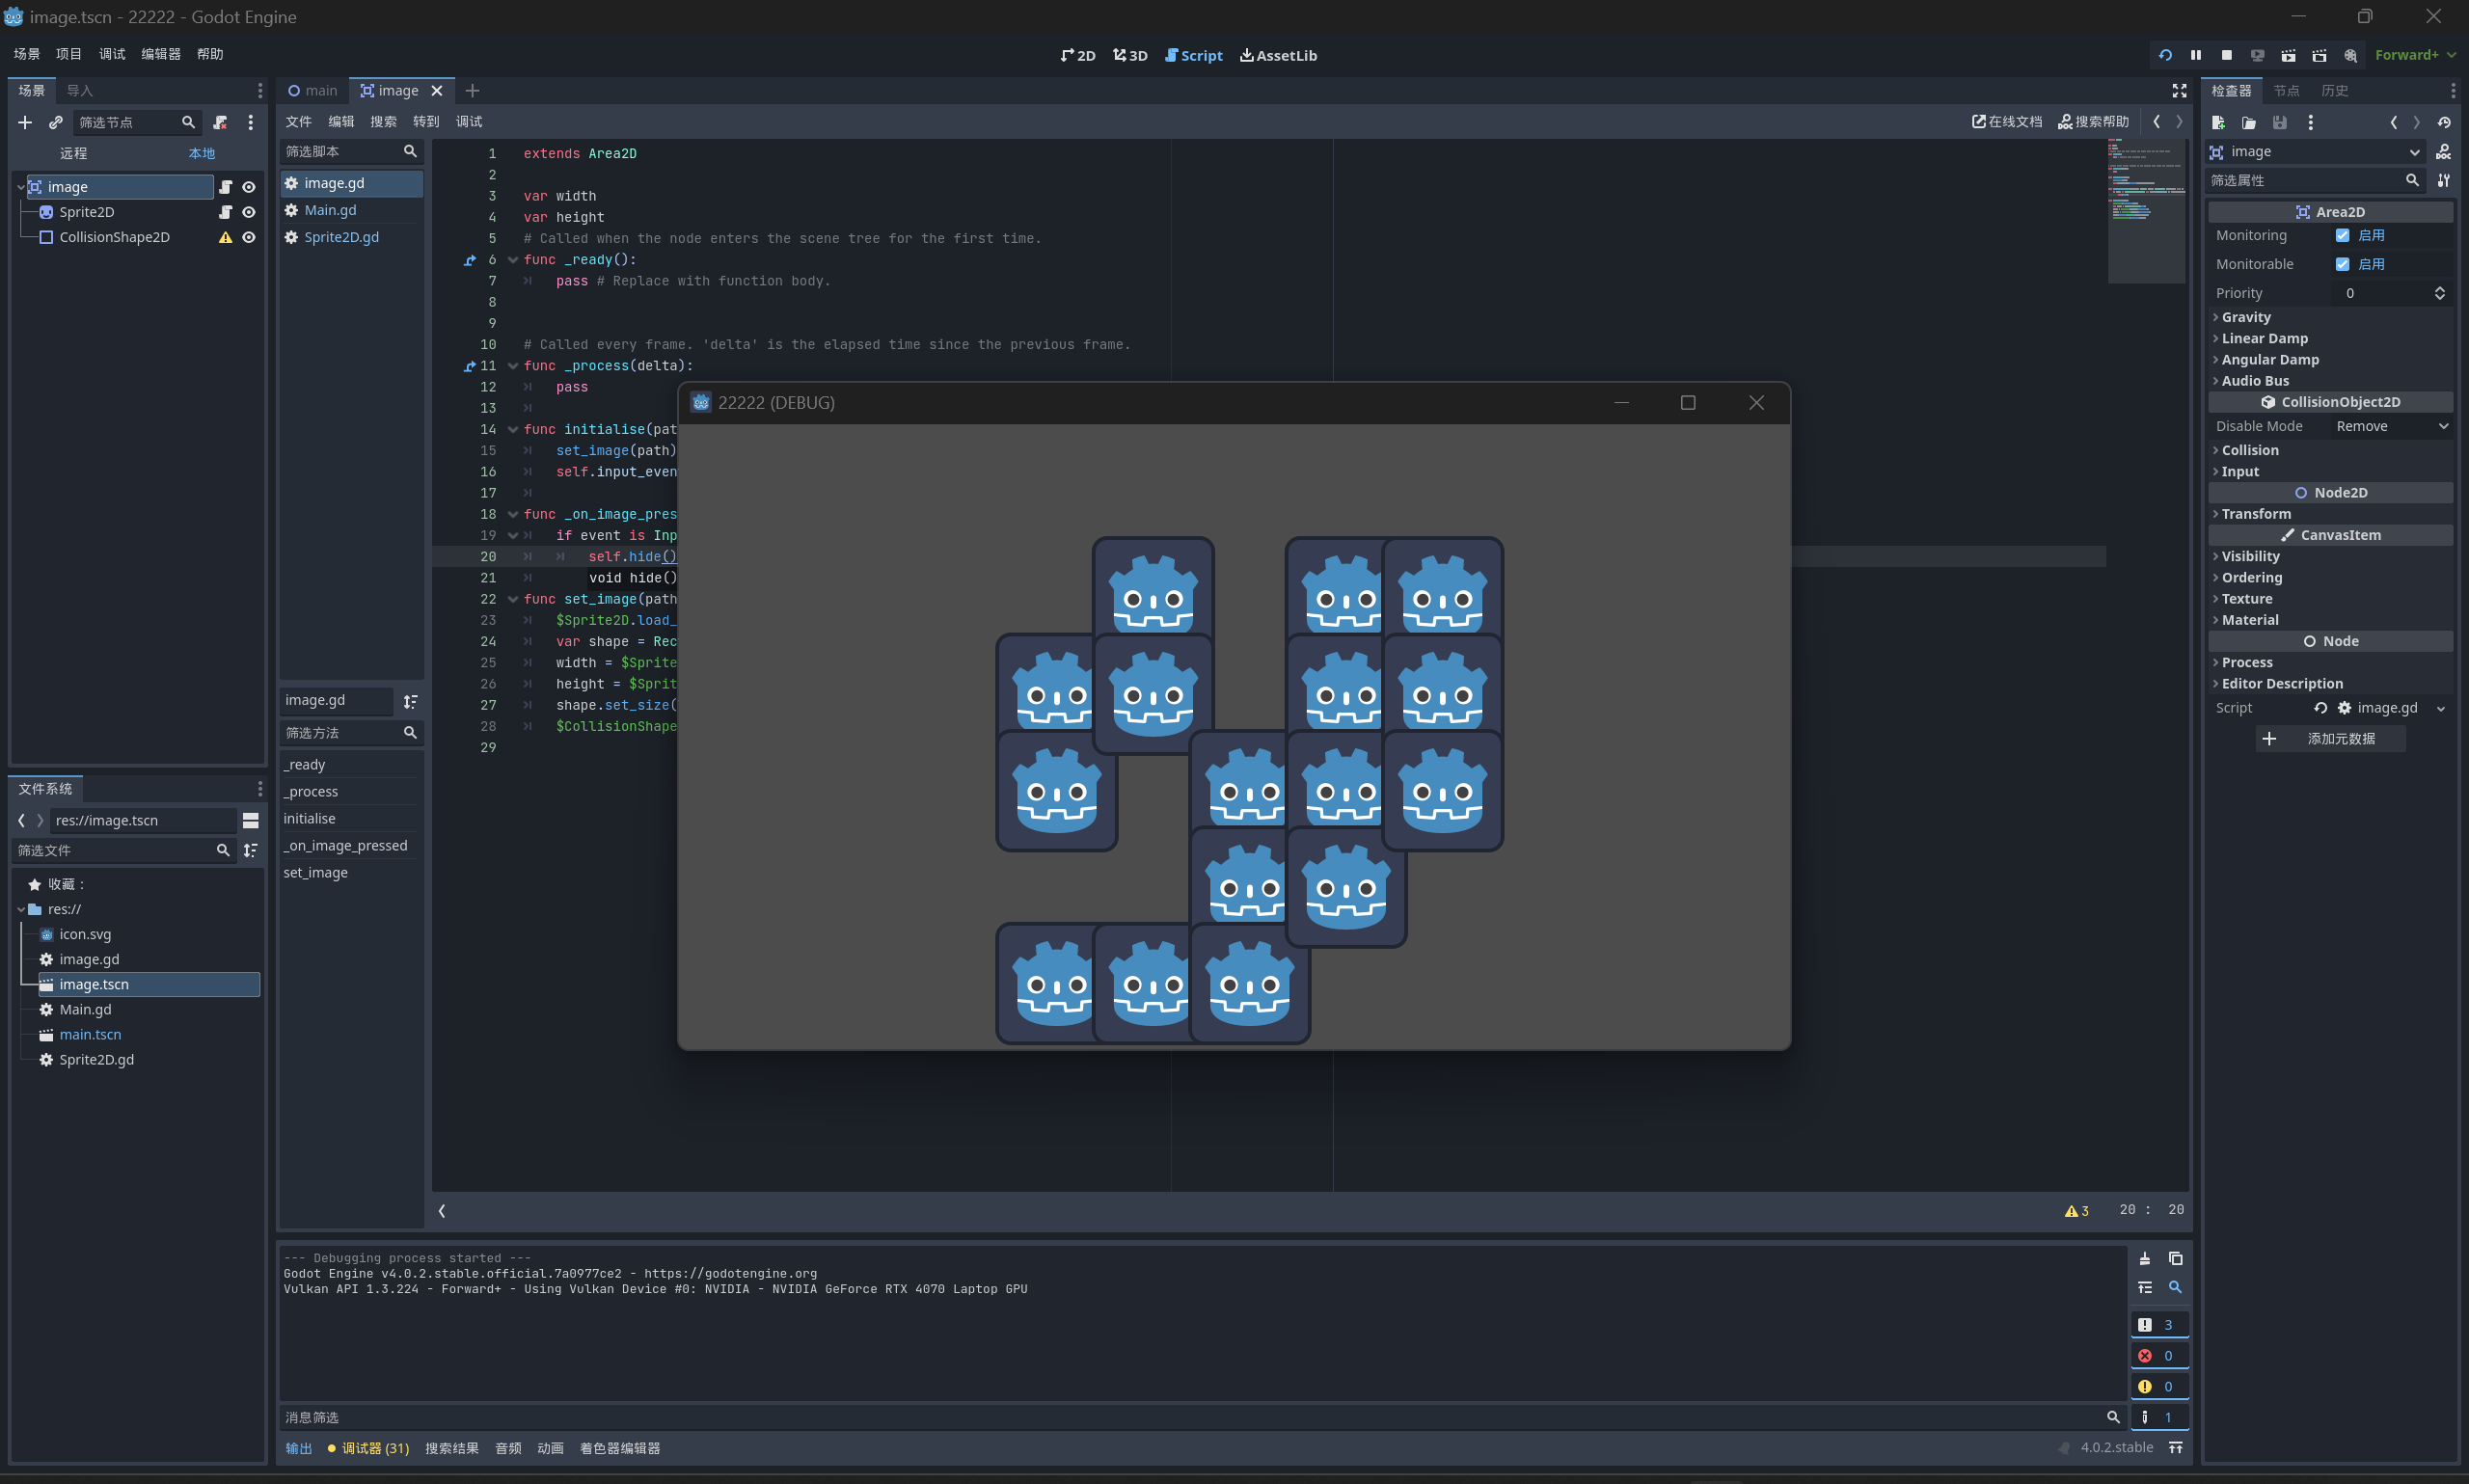 image.tscn - 22222 - Godot Engine
场景 项目 调试 编辑器 帮助
2D 3D Script AssetLib
Forward+
场景 导入
筛选节点
远程 本地
image
Sprite2D
CollisionShape2D
文件系统
res://image.tscn
筛选文件
收藏：
res://
icon.svg
image.gd
image.tscn
Main.gd
main.tscn
Sprite2D.gd
main image
文件 编辑 搜索 转到 调试
在线文档 搜索帮助
筛选脚本
image.gd
Main.gd
Sprite2D.gd
image.gd
筛选方法
_ready
_process
initialise
_on_image_pressed
set_image
1 extends Area2D
2
3 var width
4 var height
5 # Called when the node enters the scene tree for the first time.
6 func _ready():
7 pass # Replace with function body.
8
9
10 # Called every frame. 'delta' is the elapsed time since the previous frame.
11 func _process(delta):
12 pass
13
14 func initialise(pat
15 set_image(path)
16 self.input_even
17
18 func _on_image_pres
19 if event is Inp
20 self.hide()
21 void hide()
22 func set_image(path
23 $Sprite2D.load_
24 var shape = Rec
25 width = $Sprite
26 height = $Sprit
27 shape.set_size(
28 $CollisionShape
29
22222 (DEBUG)
3 20 : 20
--- Debugging process started ---
Godot Engine v4.0.2.stable.official.7a0977ce2 - https://godotengine.org
Vulkan API 1.3.224 - Forward+ - Using Vulkan Device #0: NVIDIA - NVIDIA GeForce RTX 4070 Laptop GPU
3
0
0
1
消息筛选
输出 调试器 (31) 搜索结果 音频 动画 着色器编辑器
4.0.2.stable
检查器 节点 历史
image
DOC
筛选属性
Area2D
Monitoring 启用
Monitorable 启用
Priority 0
Gravity
Linear Damp
Angular Damp
Audio Bus
CollisionObject2D
Disable Mode Remove
Collision
Input
Node2D
Transform
CanvasItem
Visibility
Ordering
Texture
Material
Node
Process
Editor Description
Script image.gd
添加元数据